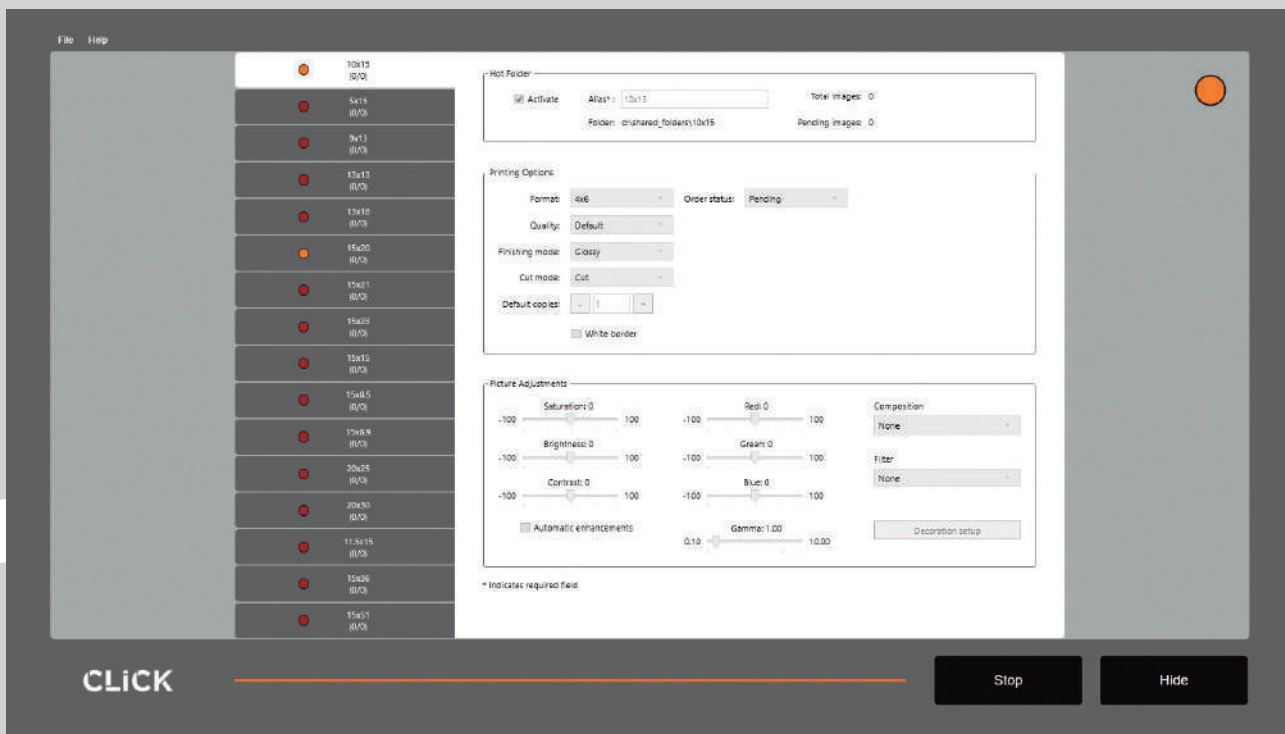 File Help
10x15
(0/0)
5x15
(0/0)
9x13
(0/0)
13x13
(0/0)
13x18
(0/0)
15x20
(0/0)
15x21
(0/0)
15x23
(0/0)
15x15
(0/0)
15x8.5
(0/0)
15x8.9
(0/0)
20x25
(0/0)
20x30
(0/0)
11.5x15
(0/0)
15x36
(0/0)
15x51
(0/0)
Hot Folder
Activate Alias*: 10x15 Total images: 0
Folder: c:\shared_folders\10x15 Pending images: 0
Printing Options
Format: 4x6 Order status: Pending
Quality: Default
Finishing mode: Glossy
Cut mode: Cut
Default copies: - 1 +
White border
Picture Adjustments
Saturation: 0 Red: 0 Composition
-100 100 -100 100 None
Brightness: 0 Green: 0
-100 100 -100 100 Filter
Contrast: 0 Blue: 0 None
-100 100 -100 100
Automatic enhancements Gamma: 1.00 Decoration setup
0.10 10.00
* Indicates required field
CLiCK Stop Hide